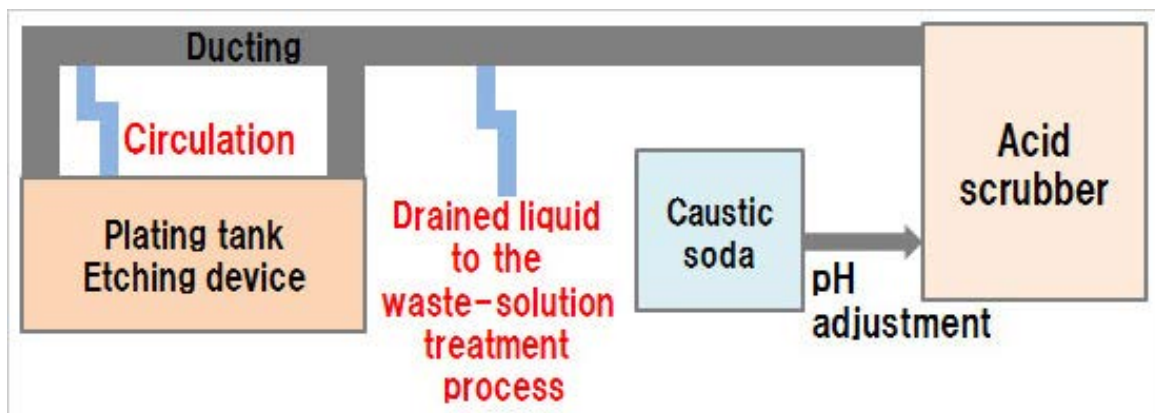 Ducting
Circulation
Plating tank
Etching device
Drained liquid
to the
waste-solution
treatment
process
Caustic
soda
pH
adjustment
Acid
scrubber